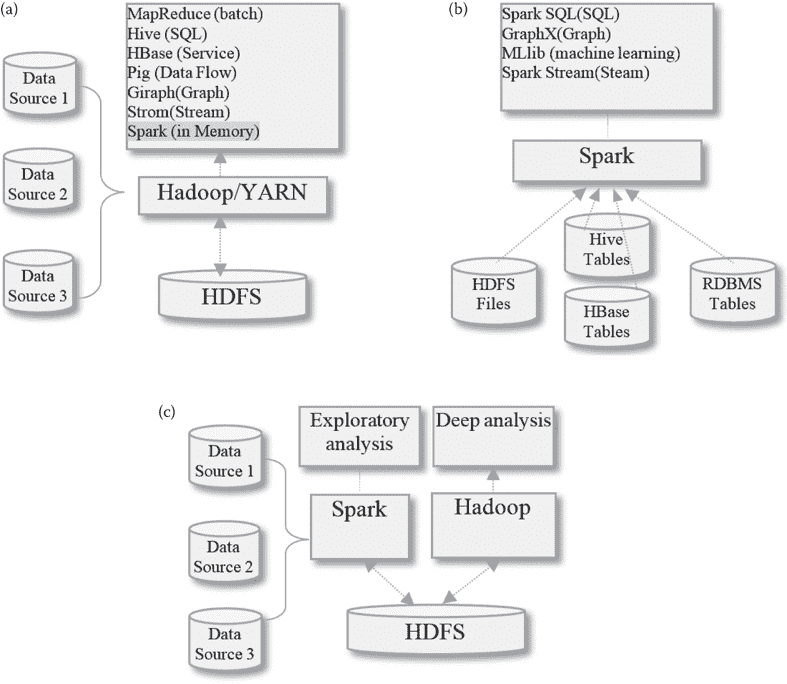 (a)
MapReduce (batch)
Hive (SQL)
HBase (Service)
Pig (Data Flow)
Giraph(Graph)
Strom(Stream)
Spark (in Memory)
Data
Source 1
Data
Source 2
Data
Source 3
Hadoop/YARN
HDFS
(b)
Spark SQL(SQL)
GraphX(Graph)
MLlib (machine learning)
Spark Stream(Steam)
Spark
Hive
Tables
HDFS
Files
HBase
Tables
RDBMS
Tables
(c)
Data
Source 1
Data
Source 2
Data
Source 3
Exploratory
analysis
Deep analysis
Spark
Hadoop
HDFS